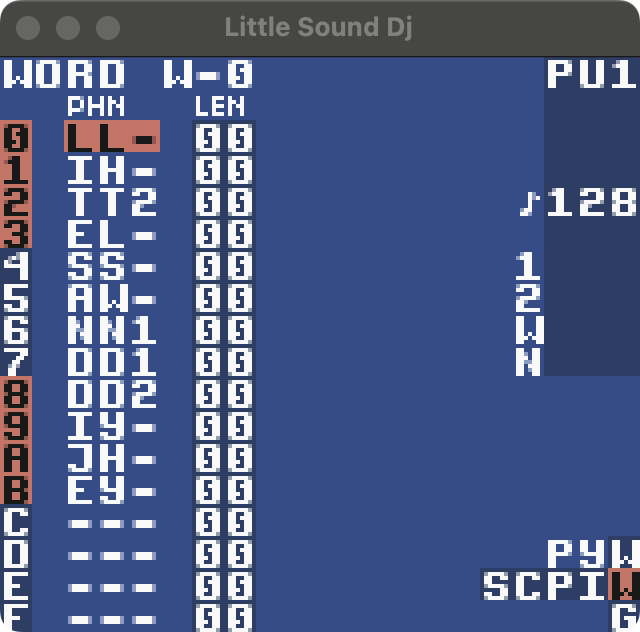 Little Sound Dj
WORD W-0 PU1
PHN LEN
0 LL- 00
1 IH- 00
2 TT2 00 ♪128
3 EL- 00
4 SS- 00 1
5 AW- 00 2
6 NN1 00 W
7 DD1 00 N
8 DD2 00
9 IY- 00
A JH- 00
B EY- 00
C --- 00
D --- 00 PYW
E --- 00 SCPIW
F --- 00 G